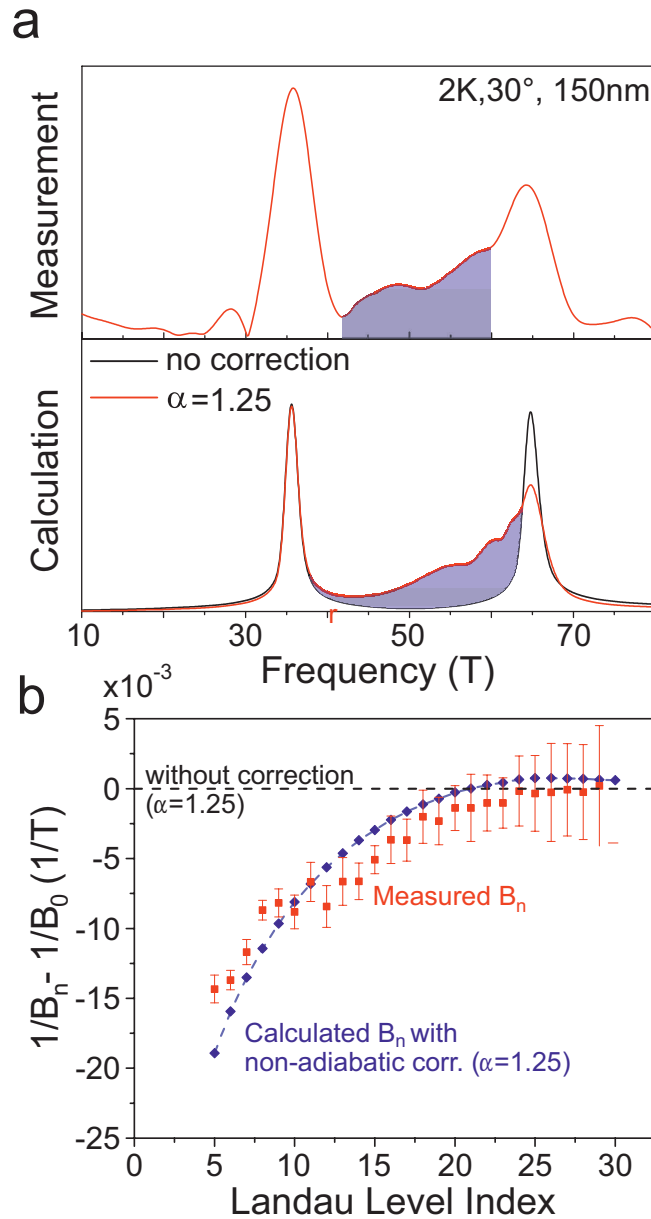 a
Measurement
2K,30°, 150nm
Calculation
no correction
α=1.25
10 30 50 70
Frequency (T)
x10⁻³
b
1/Bₙ- 1/B₀ (1/T)
5
0
-5
-10
-15
-20
-25
without correction
(α=1.25)
Measured Bₙ
Calculated Bₙ with
non-adiabatic corr. (α=1.25)
0 5 10 15 20 25 30
Landau Level Index